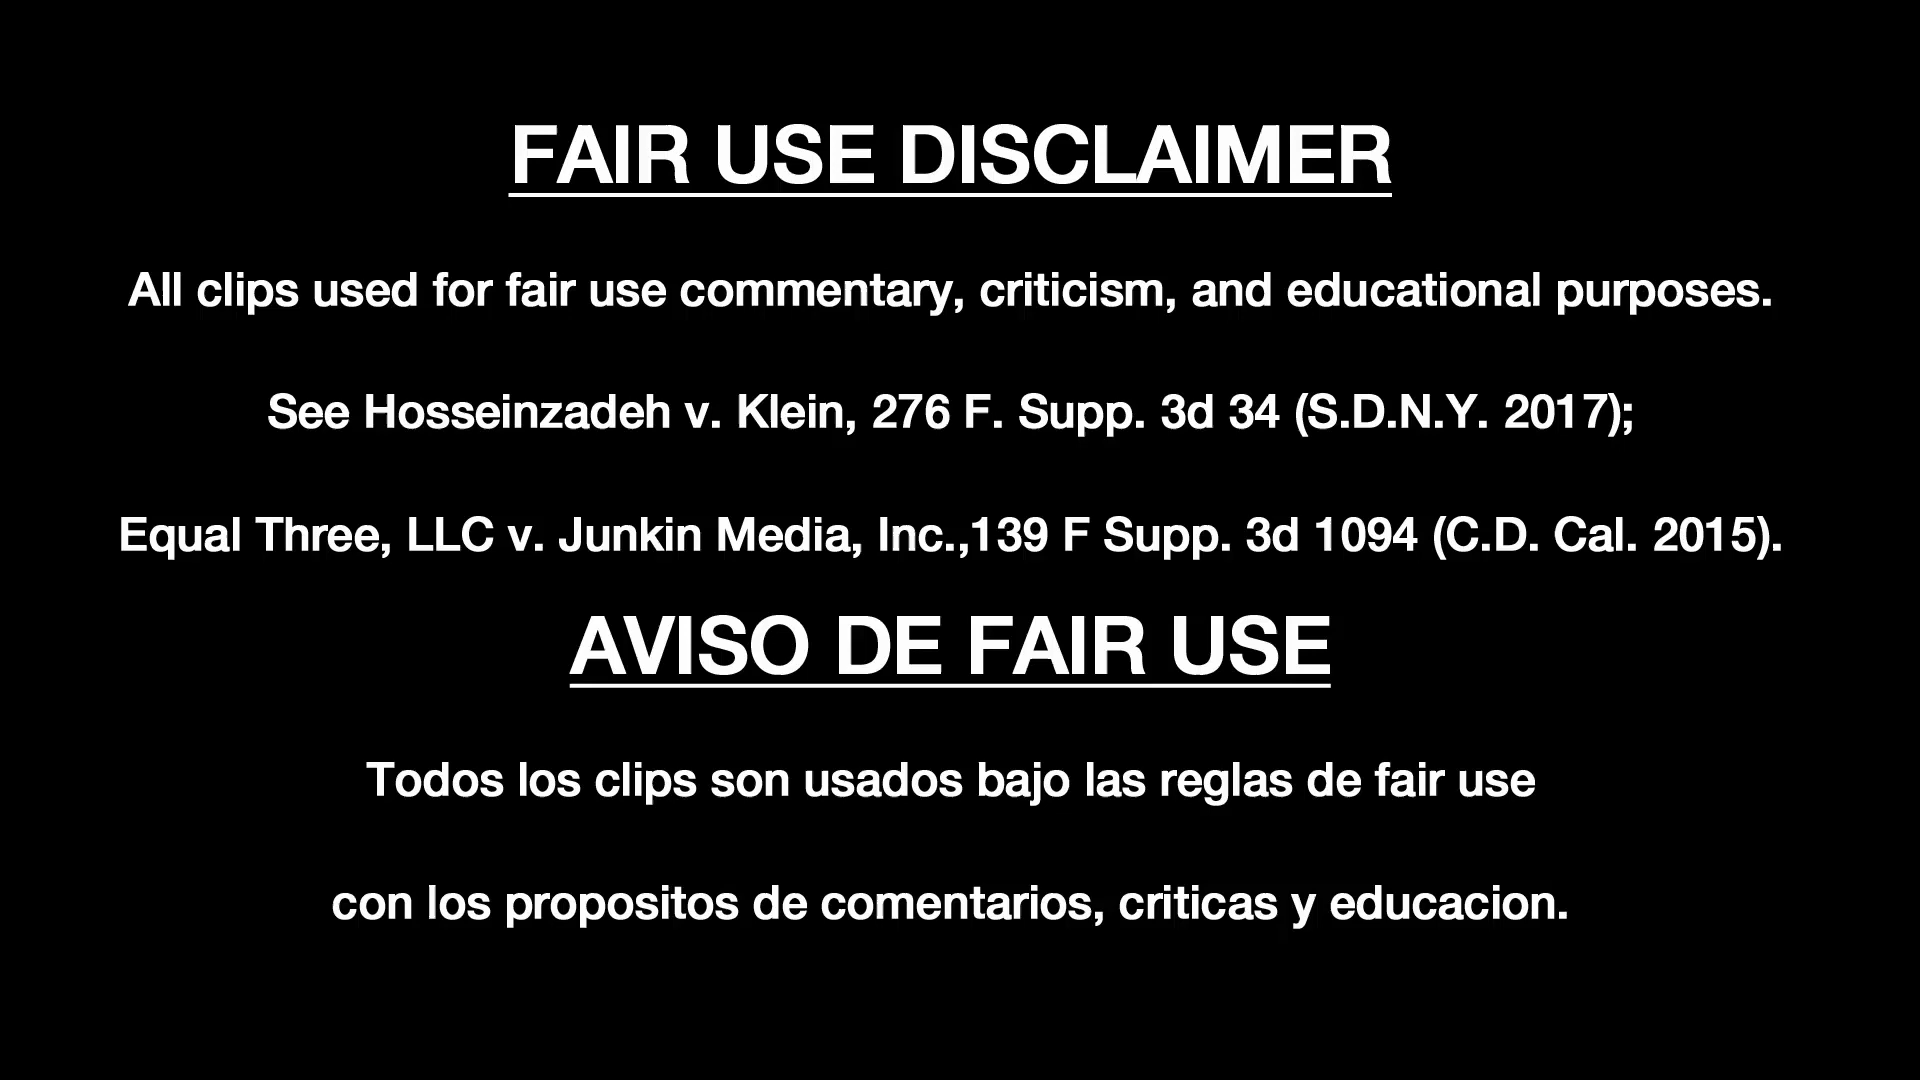 FAIR USE DISCLAIMER
All clips used for fair use commentary, criticism, and educational purposes.
See Hosseinzadeh v. Klein, 276 F. Supp. 3d 34 (S.D.N.Y. 2017);
Equal Three, LLC v. Junkin Media, Inc.,139 F Supp. 3d 1094 (C.D. Cal. 2015).
AVISO DE FAIR USE
Todos los clips son usados bajo las reglas de fair use
con los propositos de comentarios, criticas y educacion.